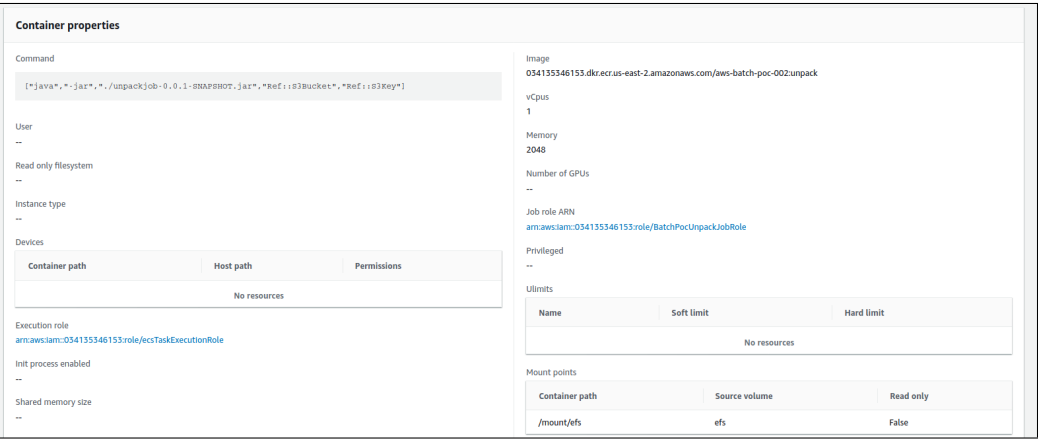 Container properties
Command
["java","-jar","./unpackjob-0.0.1-SNAPSHOT.jar","Ref::S3Bucket","Ref::S3Key"]
User
--
Read only filesystem
--
Instance type
--
Devices
Container path Host path Permissions
No resources
Execution role
arn:aws:iam::034135346153:role/ecsTaskExecutionRole
Init process enabled
--
Shared memory size
--
Image
034135346153.dkr.ecr.us-east-2.amazonaws.com/aws-batch-poc-002:unpack
vCpus
1
Memory
2048
Number of GPUs
--
Job role ARN
arn:aws:iam::034135346153:role/BatchPocUnpackJobRole
Privileged
--
Ulimits
Name Soft limit Hard limit
No resources
Mount points
Container path Source volume Read only
/mount/efs efs False